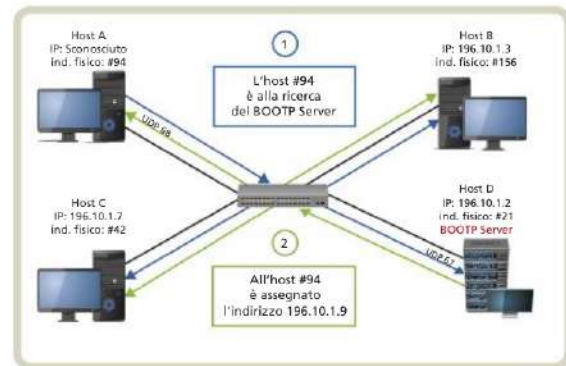 Host A
IP: Sconosciuto
ind. fisico: #94
1
L'host #94
è alla ricerca
del BOOTP Server
Host B
IP: 196.10.1.3
ind. fisico: #156
UDP 68
Host C
IP: 196.10.1.7
ind. fisico: #42
2
All'host #94
è assegnato
l'indirizzo 196.10.1.9
Host D
IP: 196.10.1.2
ind. fisico: #21
BOOTP Server
UDP 67